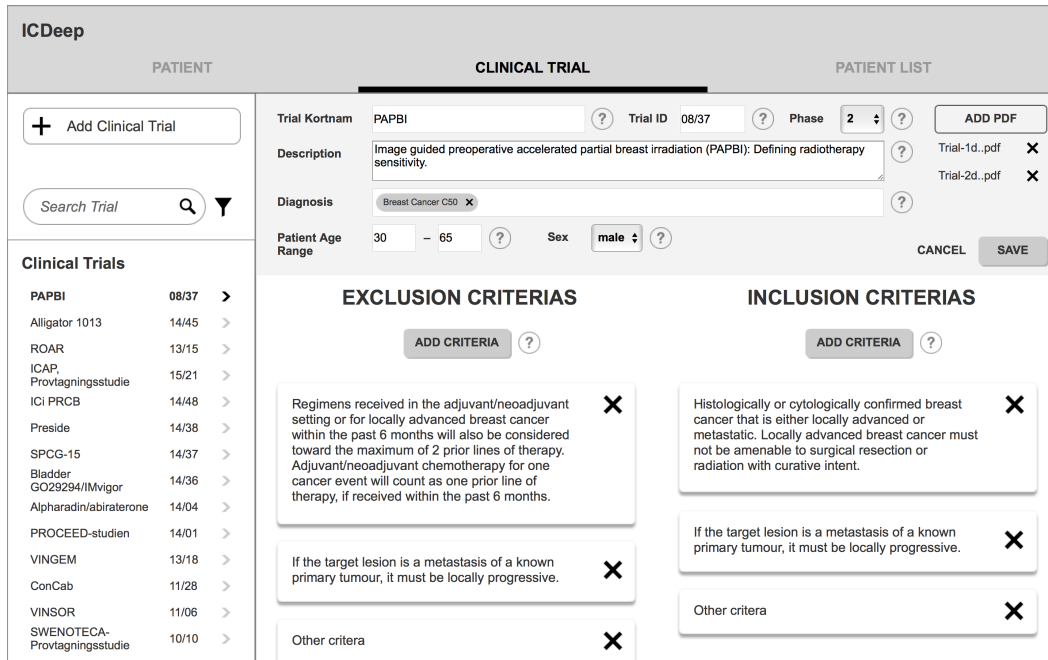 ICDeep
PATIENT
CLINICAL TRIAL
PATIENT LIST
+ Add Clinical Trial
Search Trial
Clinical Trials
PAPBI 08/37
Alligator 1013 14/45
ROAR 13/15
ICAP,
Provtagningsstudie 15/21
ICi PRCB 14/48
Preside 14/38
SPCG-15 14/37
Bladder
GO29294/IMvigor 14/36
Alpharadin/abiraterone 14/04
PROCEED-studien 14/01
VINGEM 13/18
ConCab 11/28
VINSOR 11/06
SWENOTECA-
Provtagningsstudie 10/10
Trial Kortnam PAPBI ? Trial ID 08/37 ? Phase 2 ?
Description Image guided preoperative accelerated partial breast irradiation (PAPBI): Defining radiotherapy
sensitivity. ?
Diagnosis Breast Cancer C50 ?
Patient Age
Range 30 – 65 ? Sex male ?
ADD PDF
Trial-1d..pdf
Trial-2d..pdf
CANCEL SAVE
EXCLUSION CRITERIAS
ADD CRITERIA ?
Regimens received in the adjuvant/neoadjuvant
setting or for locally advanced breast cancer
within the past 6 months will also be considered
toward the maximum of 2 prior lines of therapy.
Adjuvant/neoadjuvant chemotherapy for one
cancer event will count as one prior line of
therapy, if received within the past 6 months.
If the target lesion is a metastasis of a known
primary tumour, it must be locally progressive.
Other critera
INCLUSION CRITERIAS
ADD CRITERIA ?
Histologically or cytologically confirmed breast
cancer that is either locally advanced or
metastatic. Locally advanced breast cancer must
not be amenable to surgical resection or
radiation with curative intent.
If the target lesion is a metastasis of a known
primary tumour, it must be locally progressive.
Other critera